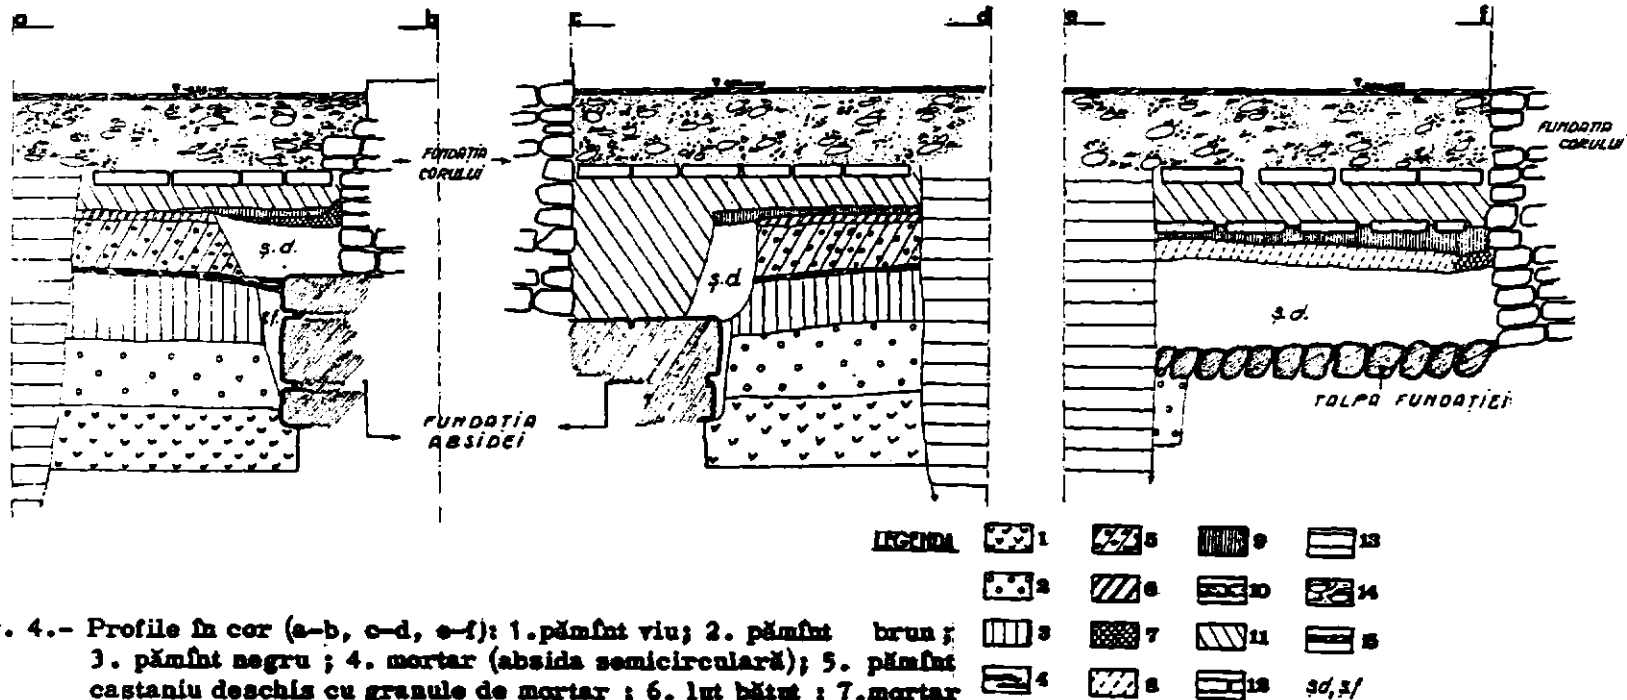 a b c d e f
FUNDAȚIA
CORULUI
FUNDAȚIA
CORULUI
ș.d.
ș.d
ș.d.
ș.f.
FUNDAȚIA
ABSIDEI
TALPA FUNDAȚIEI
LEGENDA 1 5 9 13
2 6 10 14
3 7 11 15
4 8 12 șd, șf
. 4.- Profile în cor (a-b, c-d, e-f): 1. pămînt viu; 2. pămînt brun;
3. pămînt negru ; 4. mortar (absida semicirculară); 5. pămînt
castaniu deschis cu granule de mortar ; 6. lut bătut ; 7. mortar